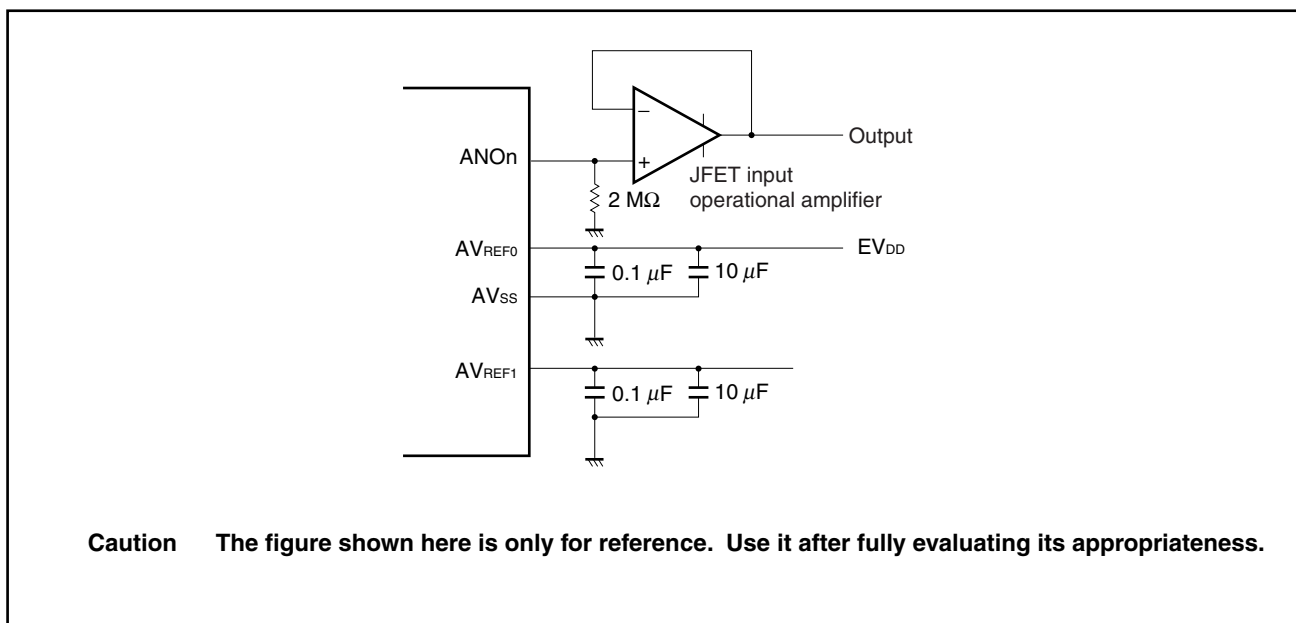 −
ANOn
+
Output
2 MΩ
JFET input
operational amplifier
AVREF0
EVDD
0.1 μF
10 μF
AVSS
AVREF1
0.1 μF
10 μF
Caution The figure shown here is only for reference. Use it after fully evaluating its appropriateness.